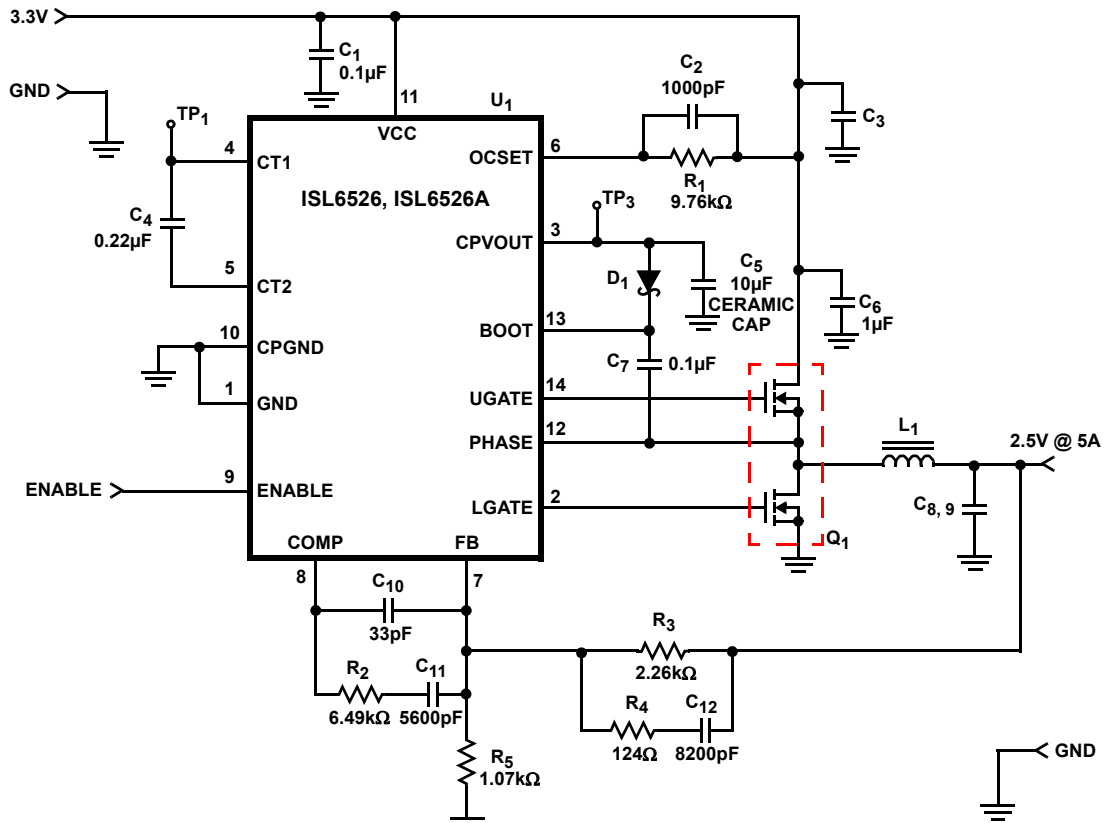 3.3V
GND
C1
0.1µF
11
U1
VCC
TP1
4
CT1
C4
0.22µF
5
CT2
ISL6526, ISL6526A
10
CPGND
1
GND
ENABLE
9
ENABLE
OCSET
6
C2
1000pF
R1
9.76kΩ
C3
TP3
CPVOUT
3
D1
C5
10µF
CERAMIC
CAP
C6
1µF
BOOT
13
C7
0.1µF
UGATE
14
PHASE
12
LGATE
2
Q1
L1
2.5V @ 5A
C8, 9
COMP
FB
8
7
C10
33pF
R2
6.49kΩ
C11
5600pF
R3
2.26kΩ
R4
124Ω
C12
8200pF
R5
1.07kΩ
GND